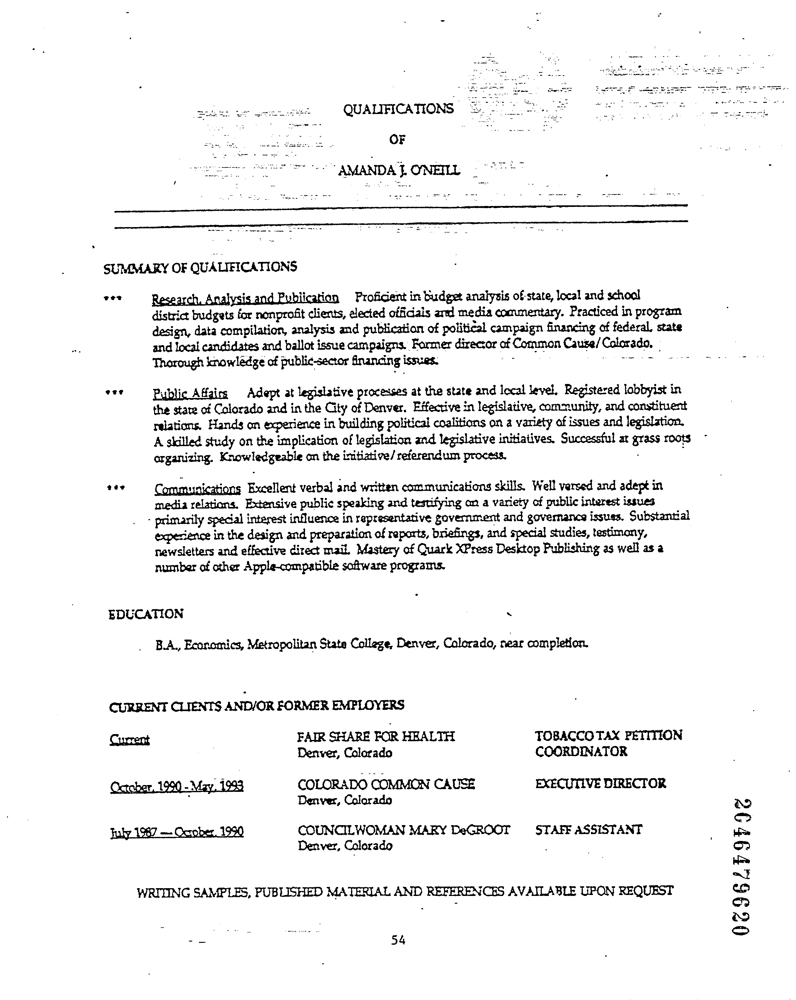 QUALIFICATIONS
OF
AMANDA J. O'NEILL
SUMMARY OF QUALIFICATIONS
*** Research, Analysis and Publication Proficient in budget analysis of state, local and school
district budgets for nonprofit clients, elected officials and media commentary. Practiced in program
design, data compilation, analysis and publication of political campaign financing of federal, state
and local candidates and ballot issue campaigns. Former director of Common Cause/Colorado.
Thorough knowledge of public-sector financing issues.
*** Public Affairs Adept at legislative processes at the state and local level. Registered lobbyist in
the state of Colorado and in the City of Denver. Effective in legislative, community, and constituent
relations. Hands on experience in building political coalitions on a variety of issues and legislation.
A skilled study on the implication of legislation and legislative initiatives. Successful at grass roots
organizing. Knowledgeable on the initiative/referendum process.
*** Communications Excellent verbal and written communications skills. Well versed and adept in
media relations. Extensive public speaking and testifying on a variety of public interest issues
primarily special interest influence in representative government and governance issues. Substantial
experience in the design and preparation of reports, briefings, and special studies, testimony,
newsletters and effective direct mail. Mastery of Quark XPress Desktop Publishing as well as a
number of other Apple-compatible software programs.
EDUCATION
B.A., Economics, Metropolitan State College, Denver, Colorado, near completion.
CURRENT CLIENTS AND/OR FORMER EMPLOYERS
Current FAIR SHARE FOR HEALTH TOBACCO TAX PETITION
Denver, Colorado COORDINATOR
October, 1990 - May, 1993 COLORADO COMMON CAUSE EXECUTIVE DIRECTOR
Denver, Colorado
July 1987 — October, 1990 COUNCILWOMAN MARY DeGROOT STAFF ASSISTANT
Denver, Colorado
WRITING SAMPLES, PUBLISHED MATERIAL AND REFERENCES AVAILABLE UPON REQUEST
54
2046479620